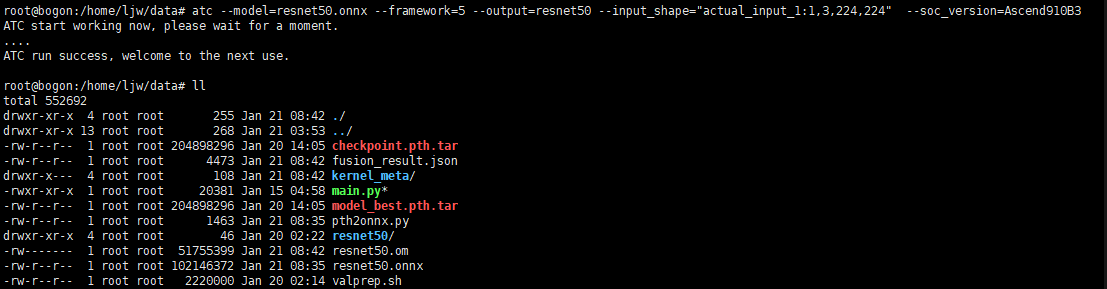 root@bogon:/home/ljw/data# atc --model=resnet50.onnx --framework=5 --output=resnet50 --input_shape="actual_input_1:1,3,224,224"  --soc_version=Ascend910B3
ATC start working now, please wait for a moment.
....
ATC run success, welcome to the next use.

root@bogon:/home/ljw/data# ll
total 552692
drwxr-xr-x  4 root root       255 Jan 21 08:42 ./
drwxr-xr-x 13 root root       268 Jan 21 03:53 ../
-rw-r--r--  1 root root 204898296 Jan 20 14:05 checkpoint.pth.tar
-rw-r--r--  1 root root      4473 Jan 21 08:42 fusion_result.json
drwxr-x---  4 root root       108 Jan 21 08:42 kernel_meta/
-rwxr-xr-x  1 root root     20381 Jan 15 04:58 main.py*
-rw-r--r--  1 root root 204898296 Jan 20 14:05 model_best.pth.tar
-rw-r--r--  1 root root      1463 Jan 21 08:35 pth2onnx.py
drwxr-xr-x  4 root root        46 Jan 20 02:22 resnet50/
-rw-------  1 root root  51755399 Jan 21 08:42 resnet50.om
-rw-r--r--  1 root root 102146372 Jan 21 08:35 resnet50.onnx
-rw-r--r--  1 root root   2220000 Jan 20 02:14 valprep.sh